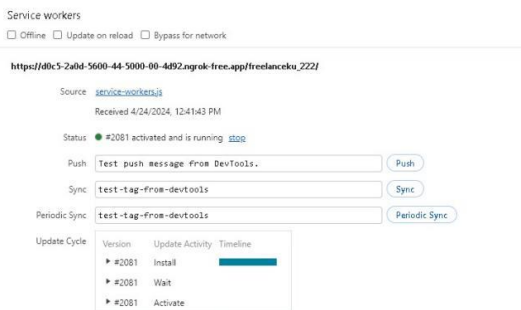 Service workers
Offline Update on reload Bypass for network
https://d0c5-2a0d-5600-44-5000-00-4d92.ngrok-free.app/freelanceku_222/
Source service-workers.js
Received 4/24/2024, 12:41:43 PM
Status #2081 activated and is running stop
Push Test push message from DevTools. Push
Sync test-tag-from-devtools Sync
Periodic Sync test-tag-from-devtools Periodic Sync
Update Cycle Version Update Activity Timeline
#2081 Install
#2081 Wait
#2081 Activate